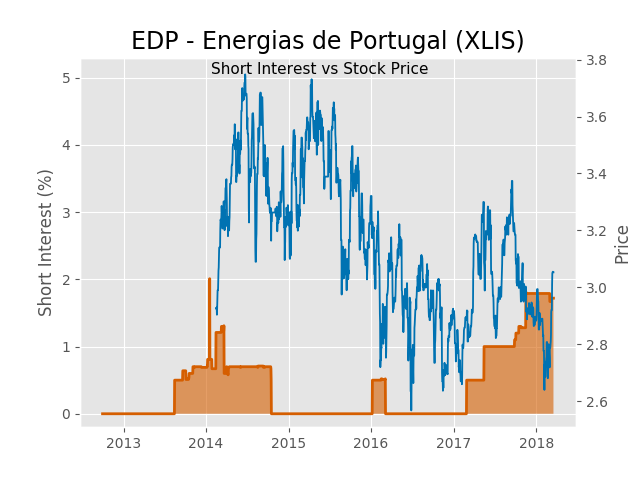 EDP - Energias de Portugal (XLIS)
Short Interest vs Stock Price
Short Interest (%)
5
4
3
2
1
0
3.8
3.6
3.4
3.2
3.0
2.8
2.6
Price
2013 2014 2015 2016 2017 2018